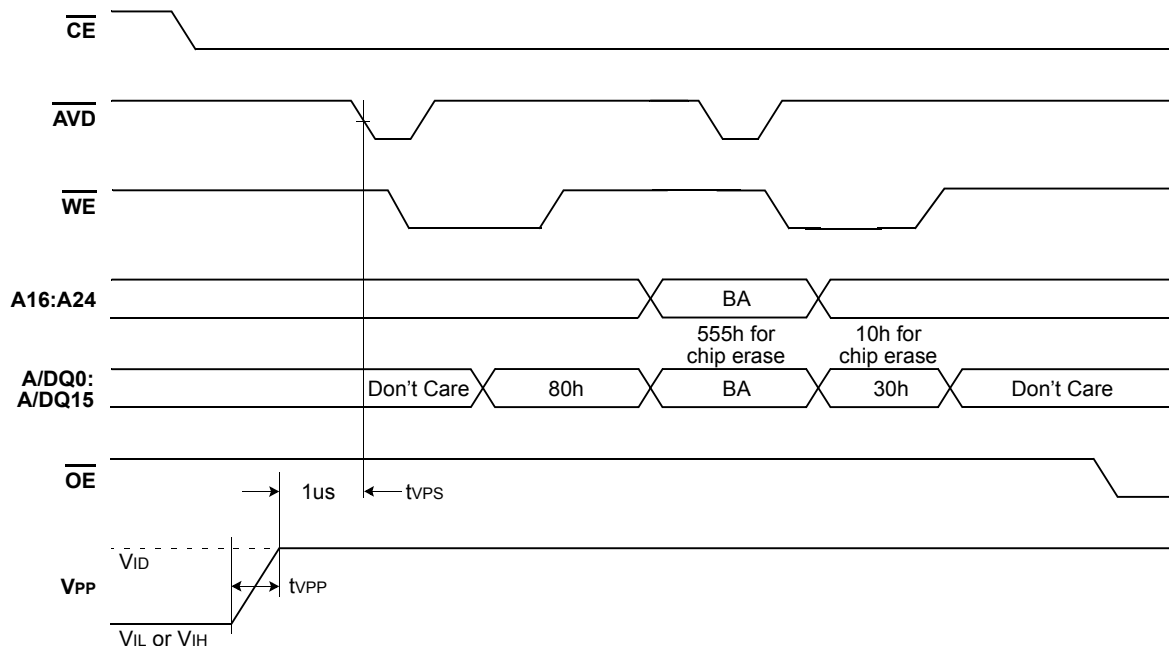 CE
AVD
WE
A16:A24
BA
555h for
chip erase
10h for
chip erase
A/DQ0:
A/DQ15
Don't Care
80h
BA
30h
Don't Care
OE
1us
tVPS
VID
VPP
tVPP
VIL or VIH